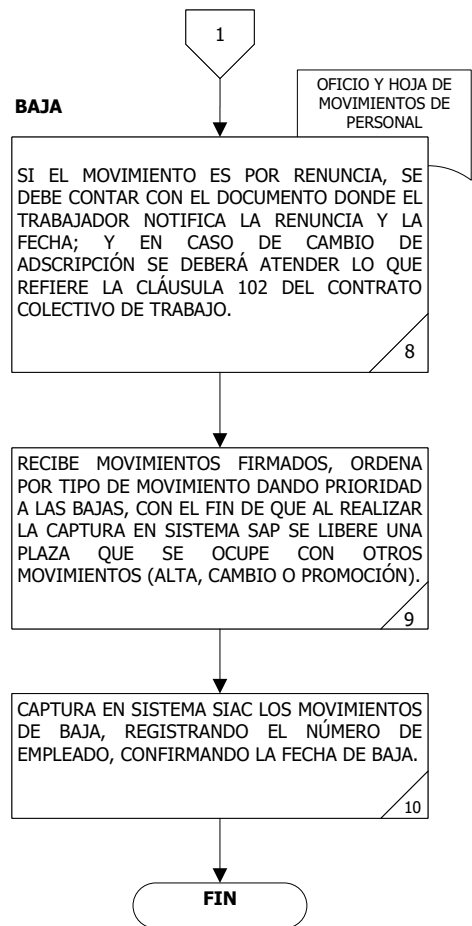 1
OFICIO Y HOJA DE
MOVIMIENTOS DE
PERSONAL
BAJA
SI EL MOVIMIENTO ES POR RENUNCIA, SE
DEBE CONTAR CON EL DOCUMENTO DONDE EL
TRABAJADOR NOTIFICA LA RENUNCIA Y LA
FECHA; Y EN CASO DE CAMBIO DE
ADSCRIPCIÓN SE DEBERÁ ATENDER LO QUE
REFIERE LA CLÁUSULA 102 DEL CONTRATO
COLECTIVO DE TRABAJO.
8
RECIBE MOVIMIENTOS FIRMADOS, ORDENA
POR TIPO DE MOVIMIENTO DANDO PRIORIDAD
A LAS BAJAS, CON EL FIN DE QUE AL REALIZAR
LA CAPTURA EN SISTEMA SAP SE LIBERE UNA
PLAZA QUE SE OCUPE CON OTROS
MOVIMIENTOS (ALTA, CAMBIO O PROMOCIÓN).
9
CAPTURA EN SISTEMA SIAC LOS MOVIMIENTOS
DE BAJA, REGISTRANDO EL NÚMERO DE
EMPLEADO, CONFIRMANDO LA FECHA DE BAJA.
10
FIN